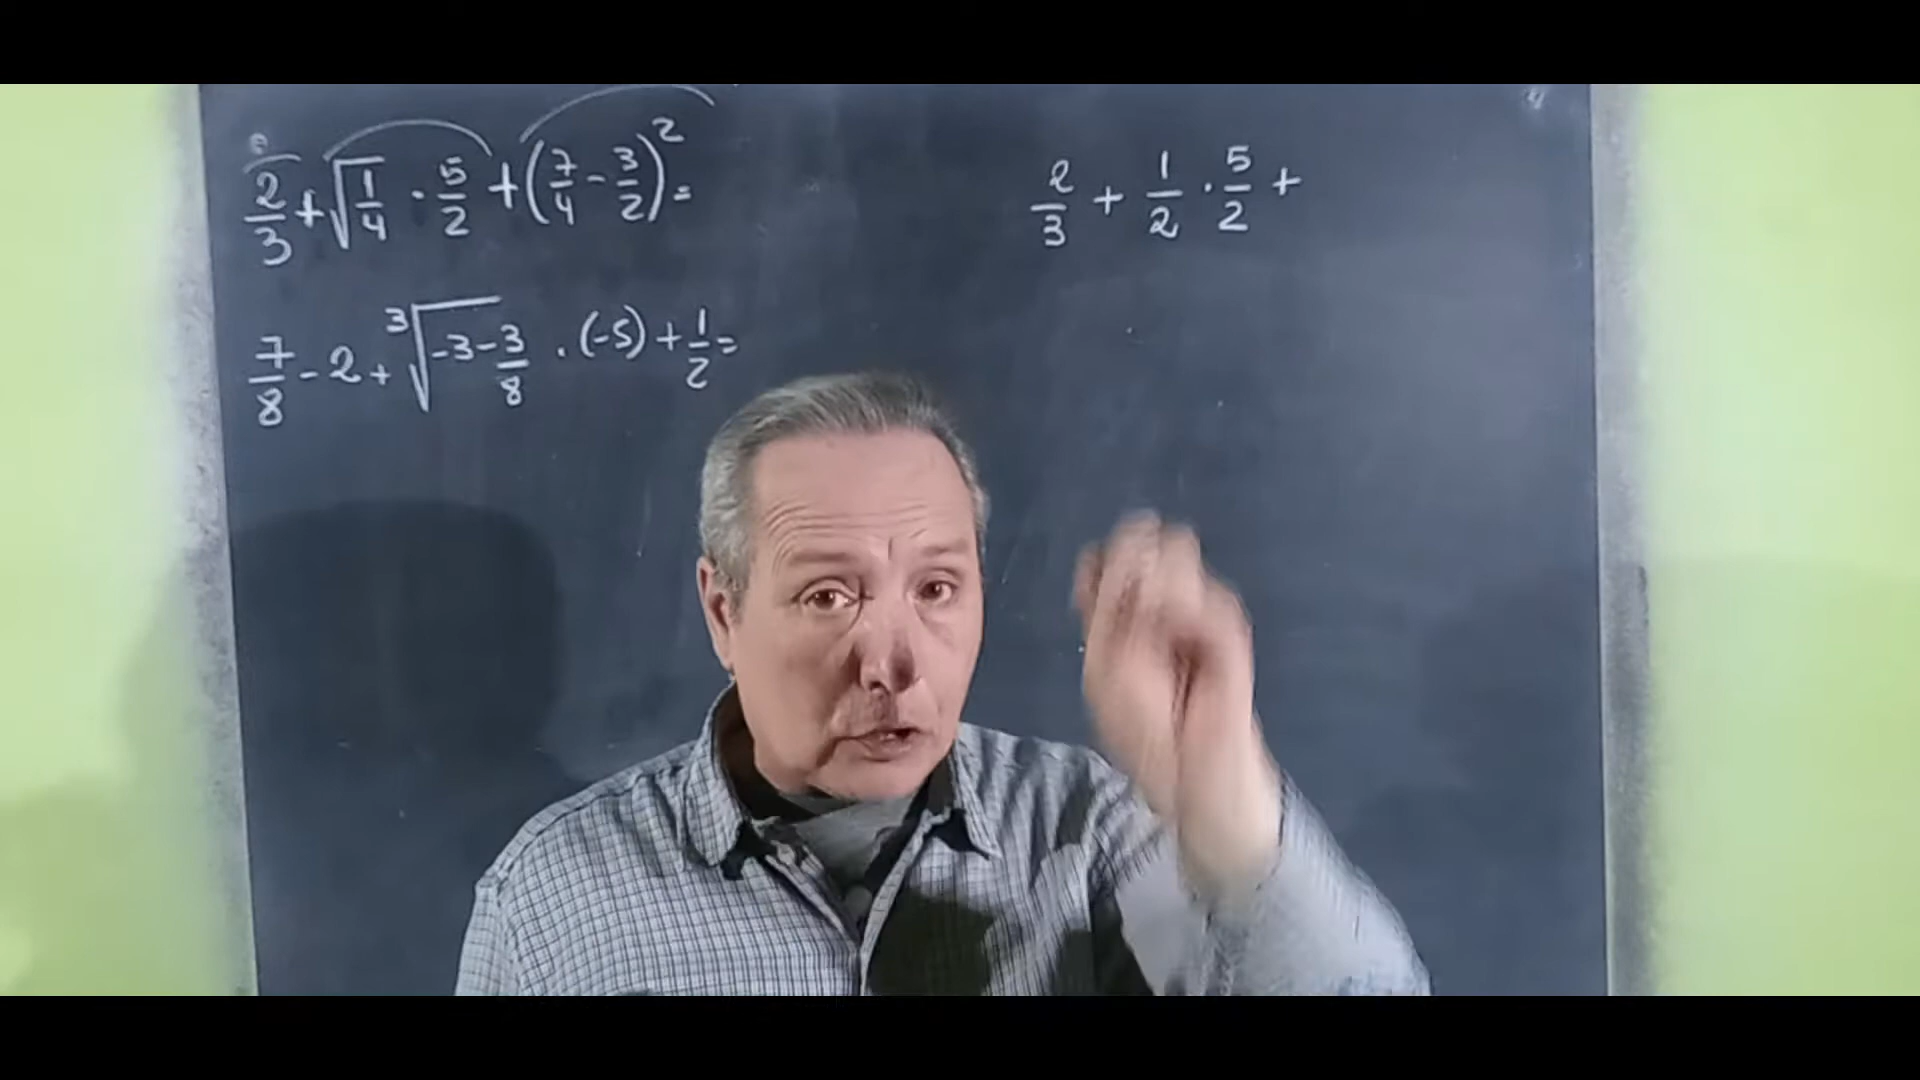 2/3 + √(1/4) · 5/2 + (7/4 - 3/2)² =
7/8 - 2 + ³√(-3 - 3/8) · (-5) + 1/2 =
2/3 + 1/2 · 5/2 +